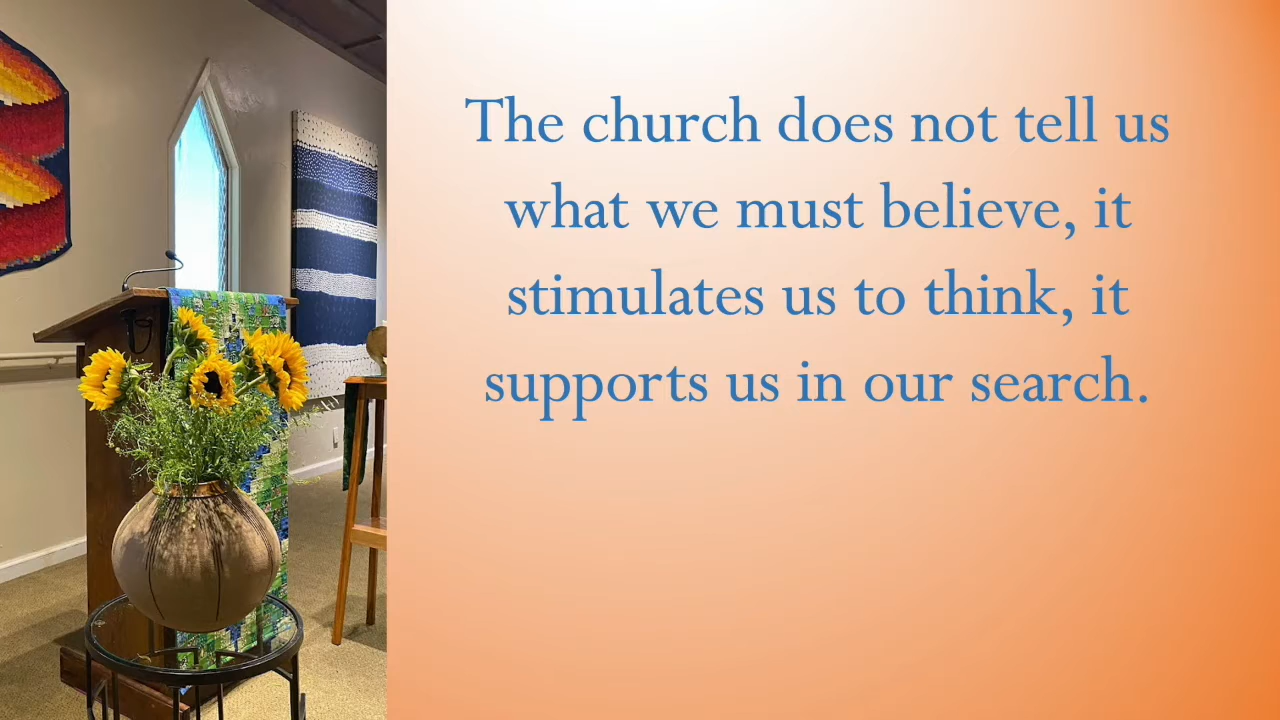 The church does not tell us
what we must believe, it
stimulates us to think, it
supports us in our search.